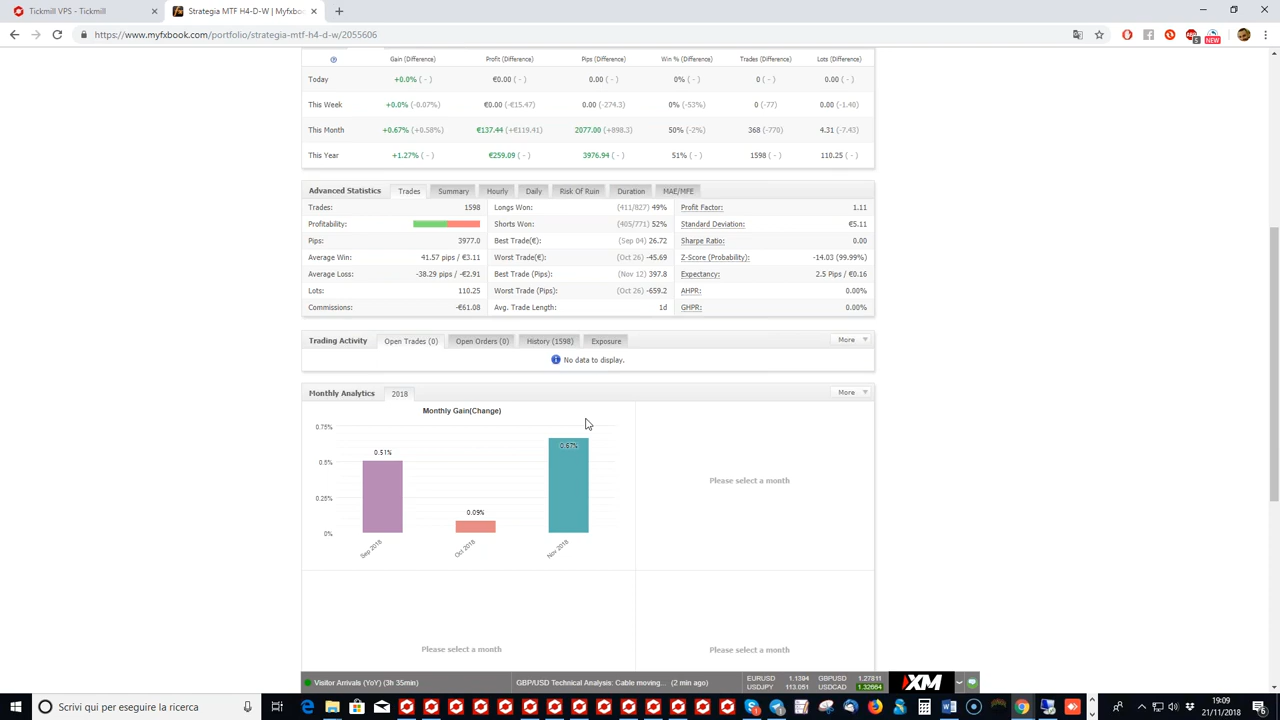 Tickmill VPS - Tickmill
Strategia MTF H4-D-W | Myfxbook
https://www.myfxbook.com/portfolio/strategia-mtf-h4-d-w/2055606
Gain (Difference) Profit (Difference) Pips (Difference) Win % (Difference) Trades (Difference) Lots (Difference)
Today +0.0% ( - ) €0.00 ( - ) 0.00 ( - ) 0% ( - ) 0 ( - ) 0.00 ( - )
This Week +0.0% (-0.07%) €0.00 (-€15.47) 0.00 (-274.3) 0% (-53%) 0 (-77) 0.00 (-1.40)
This Month +0.67% (+0.58%) €137.44 (+€119.41) 2077.00 (+898.3) 50% (-2%) 368 (-770) 4.31 (-7.43)
This Year +1.27% ( - ) €259.09 ( - ) 3976.94 ( - ) 51% ( - ) 1598 ( - ) 110.25 ( - )
Advanced Statistics Trades Summary Hourly Daily Risk Of Ruin Duration MAE/MFE
Trades: 1598 Longs Won: (411/827) 49% Profit Factor: 1.11
Profitability: Shorts Won: (405/771) 52% Standard Deviation: €5.11
Pips: 3977.0 Best Trade(€): (Sep 04) 26.72 Sharpe Ratio: 0.00
Average Win: 41.57 pips / €3.11 Worst Trade(€): (Oct 26) -45.69 Z-Score (Probability): -14.03 (99.99%)
Average Loss: -38.29 pips / -€2.91 Best Trade (Pips): (Nov 12) 397.8 Expectancy: 2.5 Pips / €0.16
Lots: 110.25 Worst Trade (Pips): (Oct 26) -659.2 AHPR: 0.00%
Commissions: -€61.08 Avg. Trade Length: 1d GHPR: 0.00%
Trading Activity Open Trades (0) Open Orders (0) History (1598) Exposure More
No data to display.
Monthly Analytics 2018 More
Monthly Gain(Change)
0.75%
0.67%
0.51%
0.5%
Please select a month
0.25%
0.09%
0%
Sep 2018 Oct 2018 Nov 2018
Please select a month Please select a month
Visitor Arrivals (YoY) (3h 35min) GBP/USD Technical Analysis: Cable moving... (2 min ago)
EURUSD 1.1394 GBPUSD 1.27811
USDJPY 113.051 USDCAD 1.32664
XM
Scrivi qui per eseguire la ricerca
19:09
21/11/2018